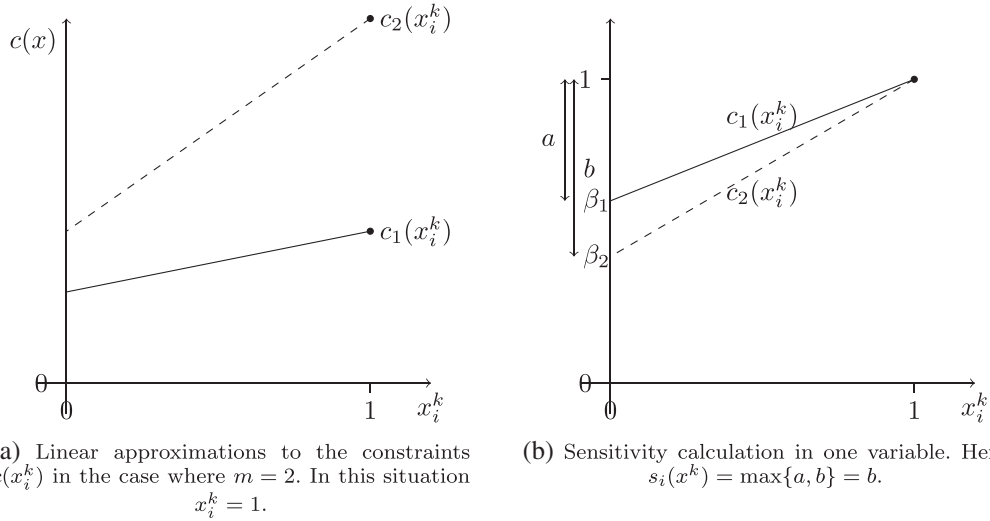 c(x)
c₂(xᵢᵏ)
c₁(xᵢᵏ)
0
0
1
xᵢᵏ
a) Linear approximations to the constraints
(xᵢᵏ) in the case where m = 2. In this situation
xᵢᵏ = 1.
1
a
b
c₁(xᵢᵏ)
β₁
c₂(xᵢᵏ)
β₂
0
0
1
xᵢᵏ
(b) Sensitivity calculation in one variable. Her
sᵢ(xᵏ) = max{a, b} = b.